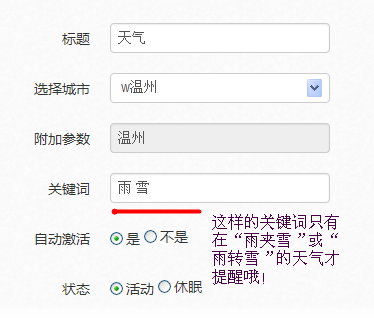 标题 天气
选择城市 w温州
附加参数 温州
关键词 雨 雪
自动激活 是 不是
这样的关键词只有
在“雨夹雪”或“
雨转雪”的天气才
提醒哦！
状态 活动 休眠